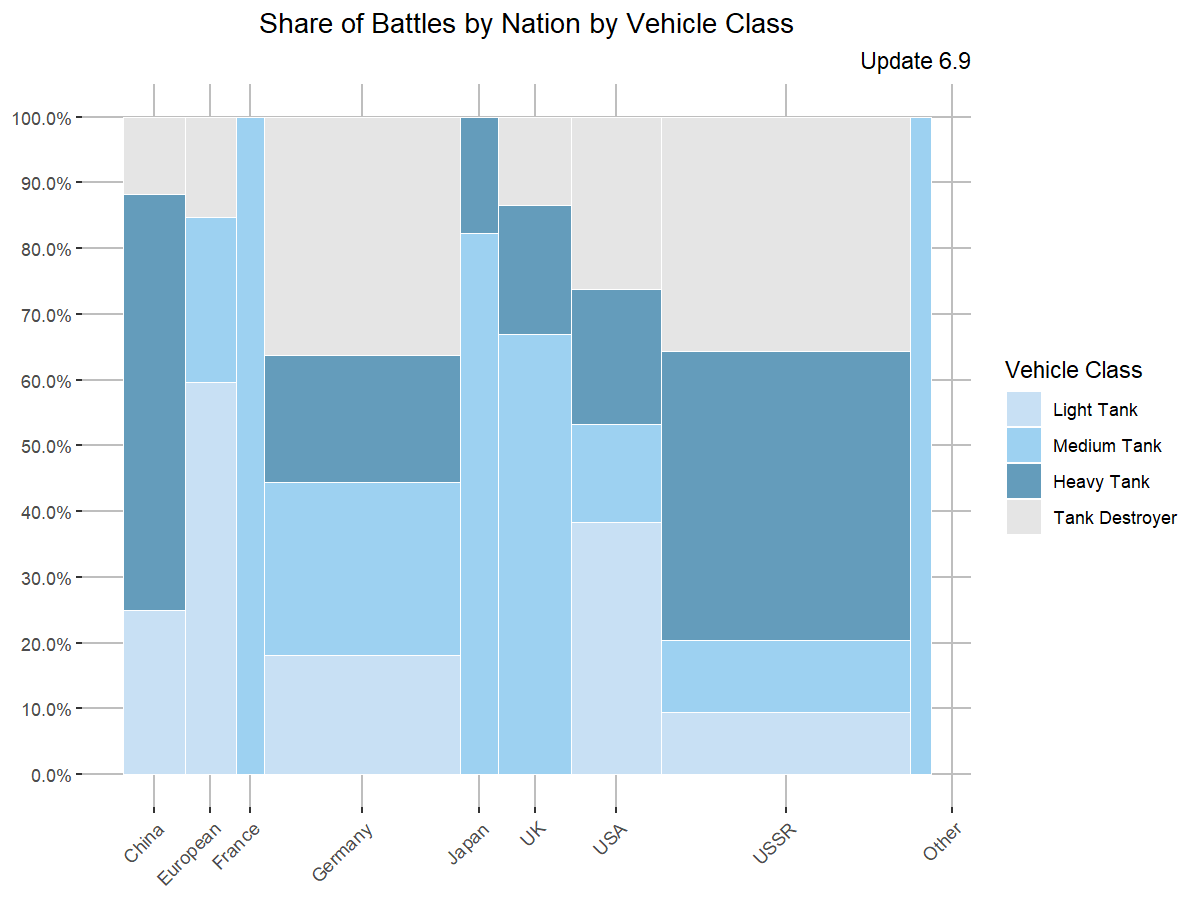 Share of Battles by Nation by Vehicle Class
Update 6.9
100.0%
90.0%
80.0%
70.0%
60.0%
50.0%
40.0%
30.0%
20.0%
10.0%
0.0%
China
European
France
Germany
Japan
UK
USA
USSR
Other
Vehicle Class
Light Tank
Medium Tank
Heavy Tank
Tank Destroyer